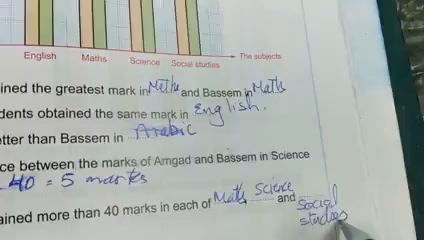 English Maths Science Social studies The subjects
ined the greatest mark in Maths and Bassem in Maths
dents obtained the same mark in English.
etter than Bassem in Arabic
ce between the marks of Amgad and Bassem in Science
40 = 5 marks
ained more than 40 marks in each of Math, Science and Social studies